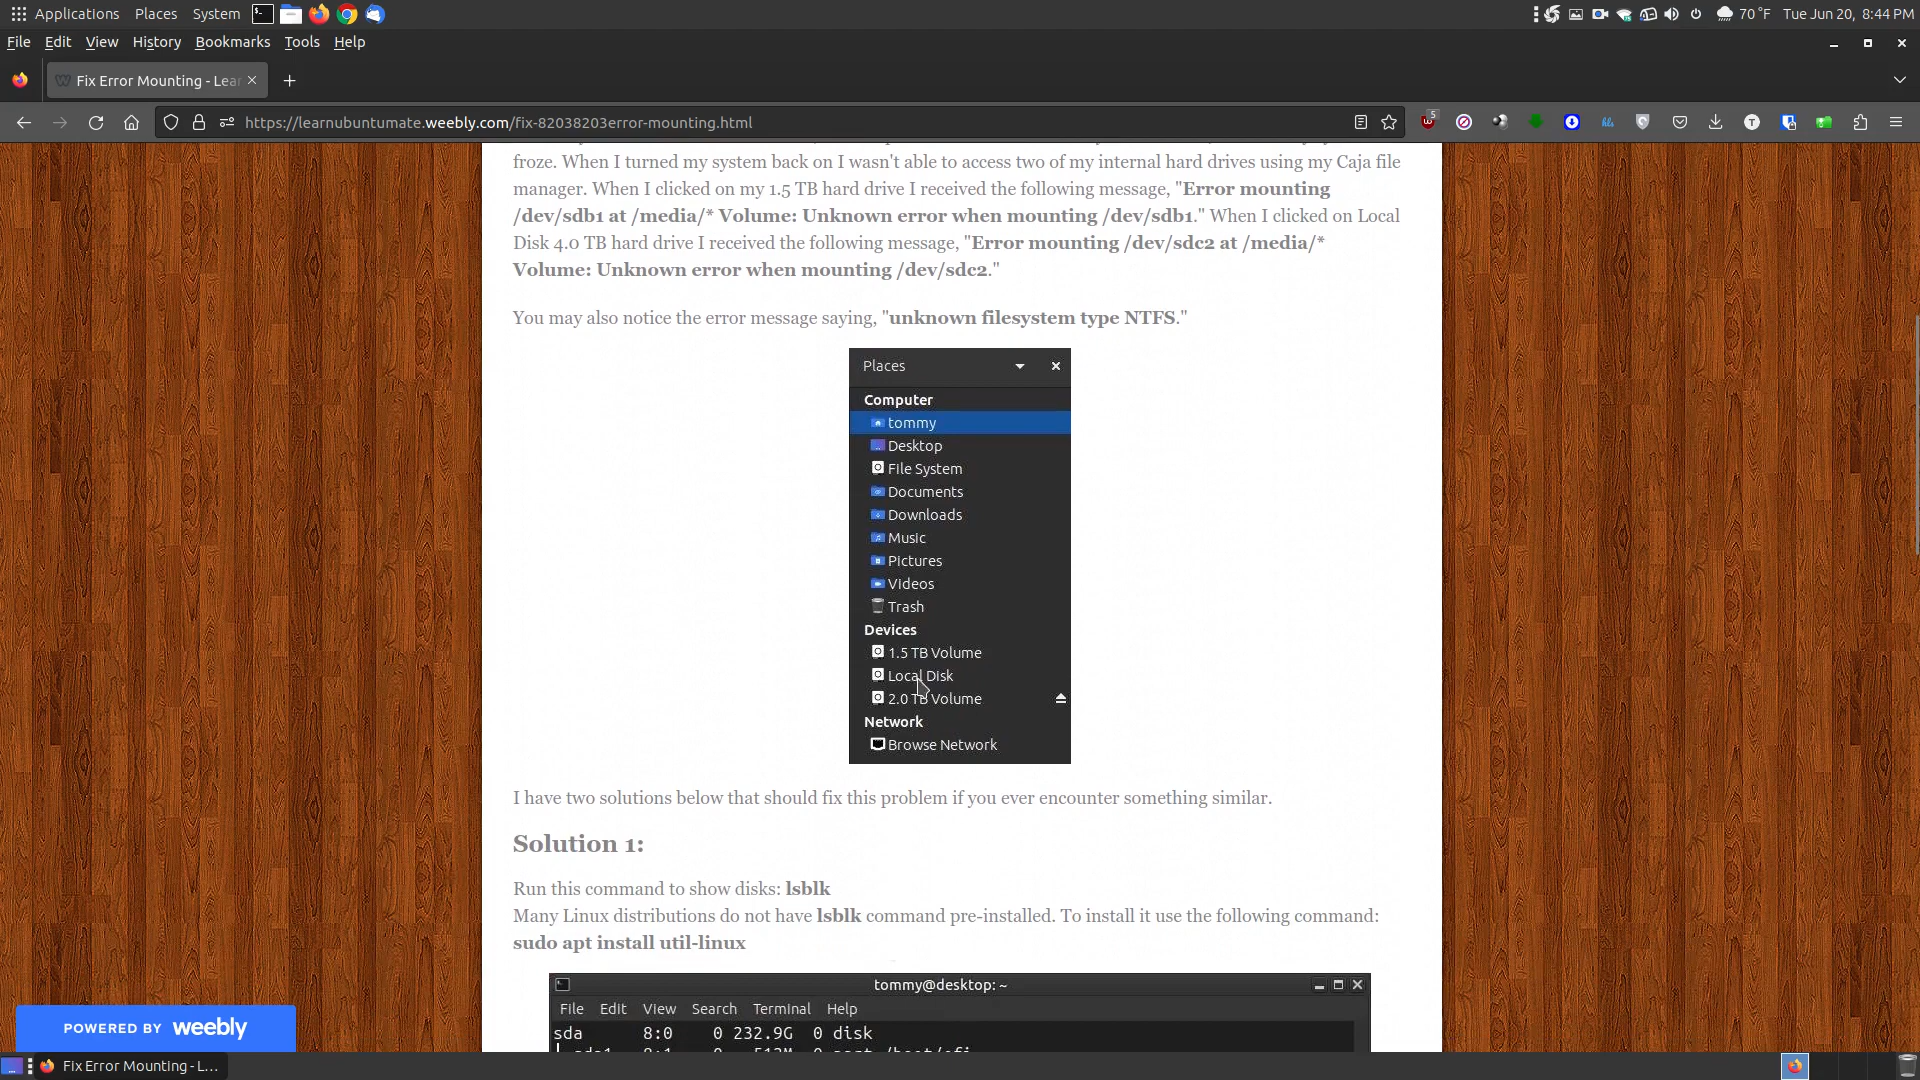 Applications Places System
70 °F Tue Jun 20, 8:44 PM
File Edit View History Bookmarks Tools Help
Fix Error Mounting - Lea
https://learnubuntumate.weebly.com/fix-82038203error-mounting.html
5
T
froze. When I turned my system back on I wasn't able to access two of my internal hard drives using my Caja file
manager. When I clicked on my 1.5 TB hard drive I received the following message, "Error mounting
/dev/sdb1 at /media/* Volume: Unknown error when mounting /dev/sdb1." When I clicked on Local
Disk 4.0 TB hard drive I received the following message, "Error mounting /dev/sdc2 at /media/*
Volume: Unknown error when mounting /dev/sdc2."
You may also notice the error message saying, "unknown filesystem type NTFS."
Places
Computer
tommy
Desktop
File System
Documents
Downloads
Music
Pictures
Videos
Trash
Devices
1.5 TB Volume
Local Disk
2.0 TB Volume
Network
Browse Network
I have two solutions below that should fix this problem if you ever encounter something similar.
Solution 1:
Run this command to show disks: lsblk
Many Linux distributions do not have lsblk command pre-installed. To install it use the following command:
sudo apt install util-linux
tommy@desktop: ~
File Edit View Search Terminal Help
sda 8:0 0 232.9G 0 disk
POWERED BY weebly
Fix Error Mounting - L...